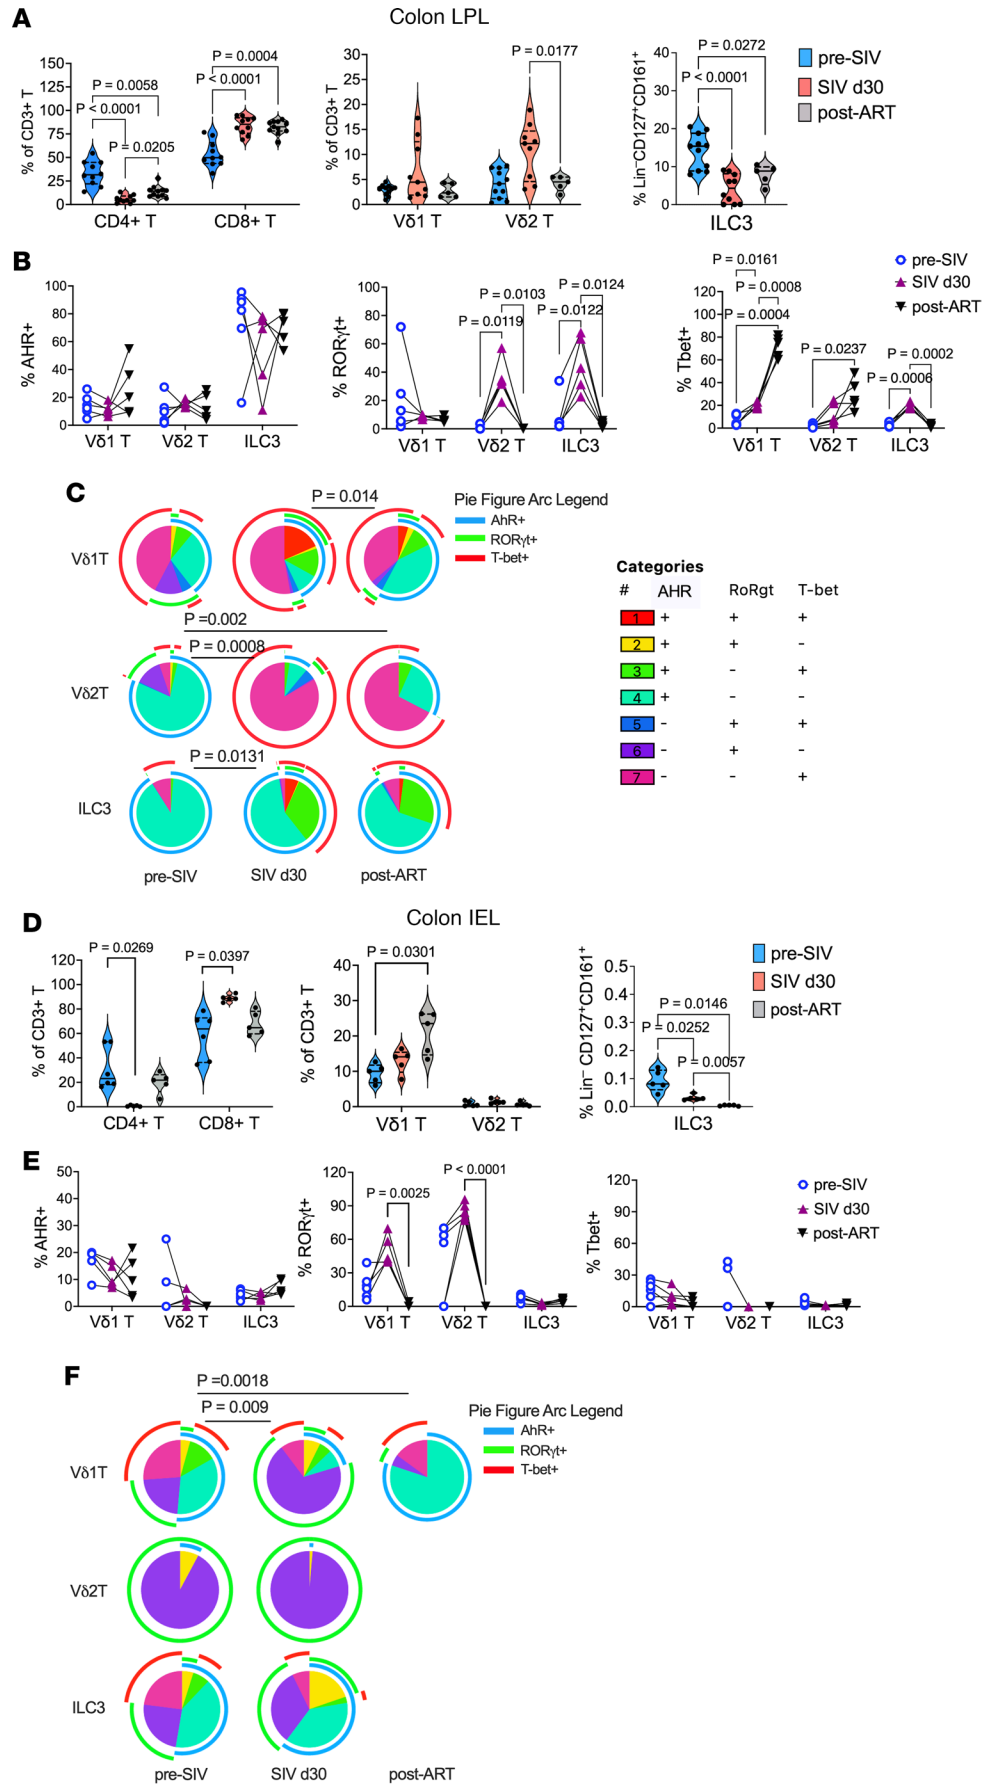 A
Colon LPL
P = 0.0004
P = 0.0058
P < 0.0001
P < 0.0001
P = 0.0205
% of CD3+ T
150
125
100
75
50
25
0
CD4+ T
CD8+ T
P = 0.0177
% of CD3+ T
30
25
20
15
10
5
0
Vδ1 T
Vδ2 T
P = 0.0272
P < 0.0001
% Lin⁻CD127⁺CD161⁺
40
30
20
10
0
ILC3
pre-SIV
SIV d30
post-ART
B
% AHR+
100
80
60
40
20
0
Vδ1 T
Vδ2 T
ILC3
% RORγt+
100
80
60
40
20
0
P = 0.0103
P = 0.0119
P = 0.0124
P = 0.0122
Vδ1 T
Vδ2 T
ILC3
% Tbet+
120
100
80
60
40
20
0
P = 0.0161
P = 0.0008
P = 0.0004
P = 0.0237
P = 0.0002
P = 0.0006
Vδ1 T
Vδ2 T
ILC3
pre-SIV
SIV d30
post-ART
C
P = 0.014
Pie Figure Arc Legend
AhR+
RORγt+
T-bet+
Vδ1T
P =0.002
P = 0.0008
Vδ2T
P = 0.0131
ILC3
pre-SIV
SIV d30
post-ART
Categories
# AHR RoRgt T-bet
1 + + +
2 + + -
3 + - +
4 + - -
5 - + +
6 - + -
7 - - +
D
Colon IEL
P = 0.0269
P = 0.0397
% of CD3+ T
120
100
80
60
40
20
0
CD4+ T
CD8+ T
P = 0.0301
% of CD3+ T
40
30
20
10
0
Vδ1 T
Vδ2 T
% Lin⁻ CD127⁺CD161⁺
0.5
0.4
0.3
0.2
0.1
0.0
P = 0.0146
P = 0.0252
P = 0.0057
ILC3
pre-SIV
SIV d30
post-ART
E
% AHR+
50
40
30
20
10
0
Vδ1 T
Vδ2 T
ILC3
% RORγt+
120
90
60
30
0
P = 0.0025
P < 0.0001
Vδ1 T
Vδ2 T
ILC3
% Tbet+
120
90
60
30
0
Vδ1 T
Vδ2 T
ILC3
pre-SIV
SIV d30
post-ART
F
P =0.0018
P = 0.009
Pie Figure Arc Legend
AhR+
RORγt+
T-bet+
Vδ1T
Vδ2T
ILC3
pre-SIV
SIV d30
post-ART